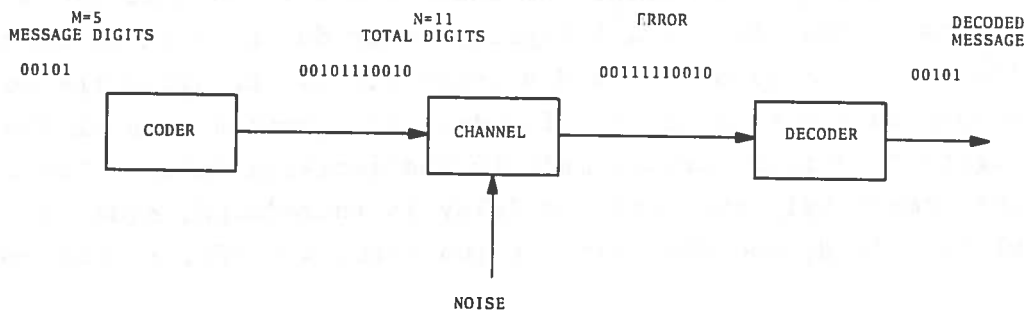 M=5
MESSAGE DIGITS
00101
N=11
TOTAL DIGITS
00101110010
ERROR
00111110010
DECODED
MESSAGE
00101
CODER
CHANNEL
DECODER
NOISE